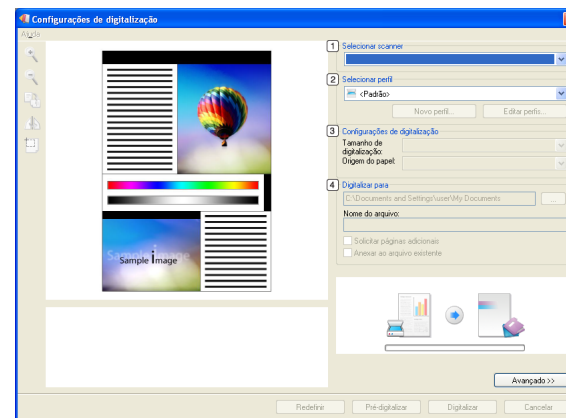 Configurações de digitalização
Ajuda
1 Selecionar scanner
2 Selecionar perfil
<Padrão>
Novo perfil...
Editar perfis...
3 Configurações de digitalização
Tamanho de
digitalização:
Origem do papel:
4 Digitalizar para
C:\Documents and Settings\user\My Documents
...
Nome do arquivo:
Solicitar páginas adicionais
Anexar ao arquivo existente
Sample image
Sample image
Avançado >>
Redefinir
Pré-digitalizar
Digitalizar
Cancelar